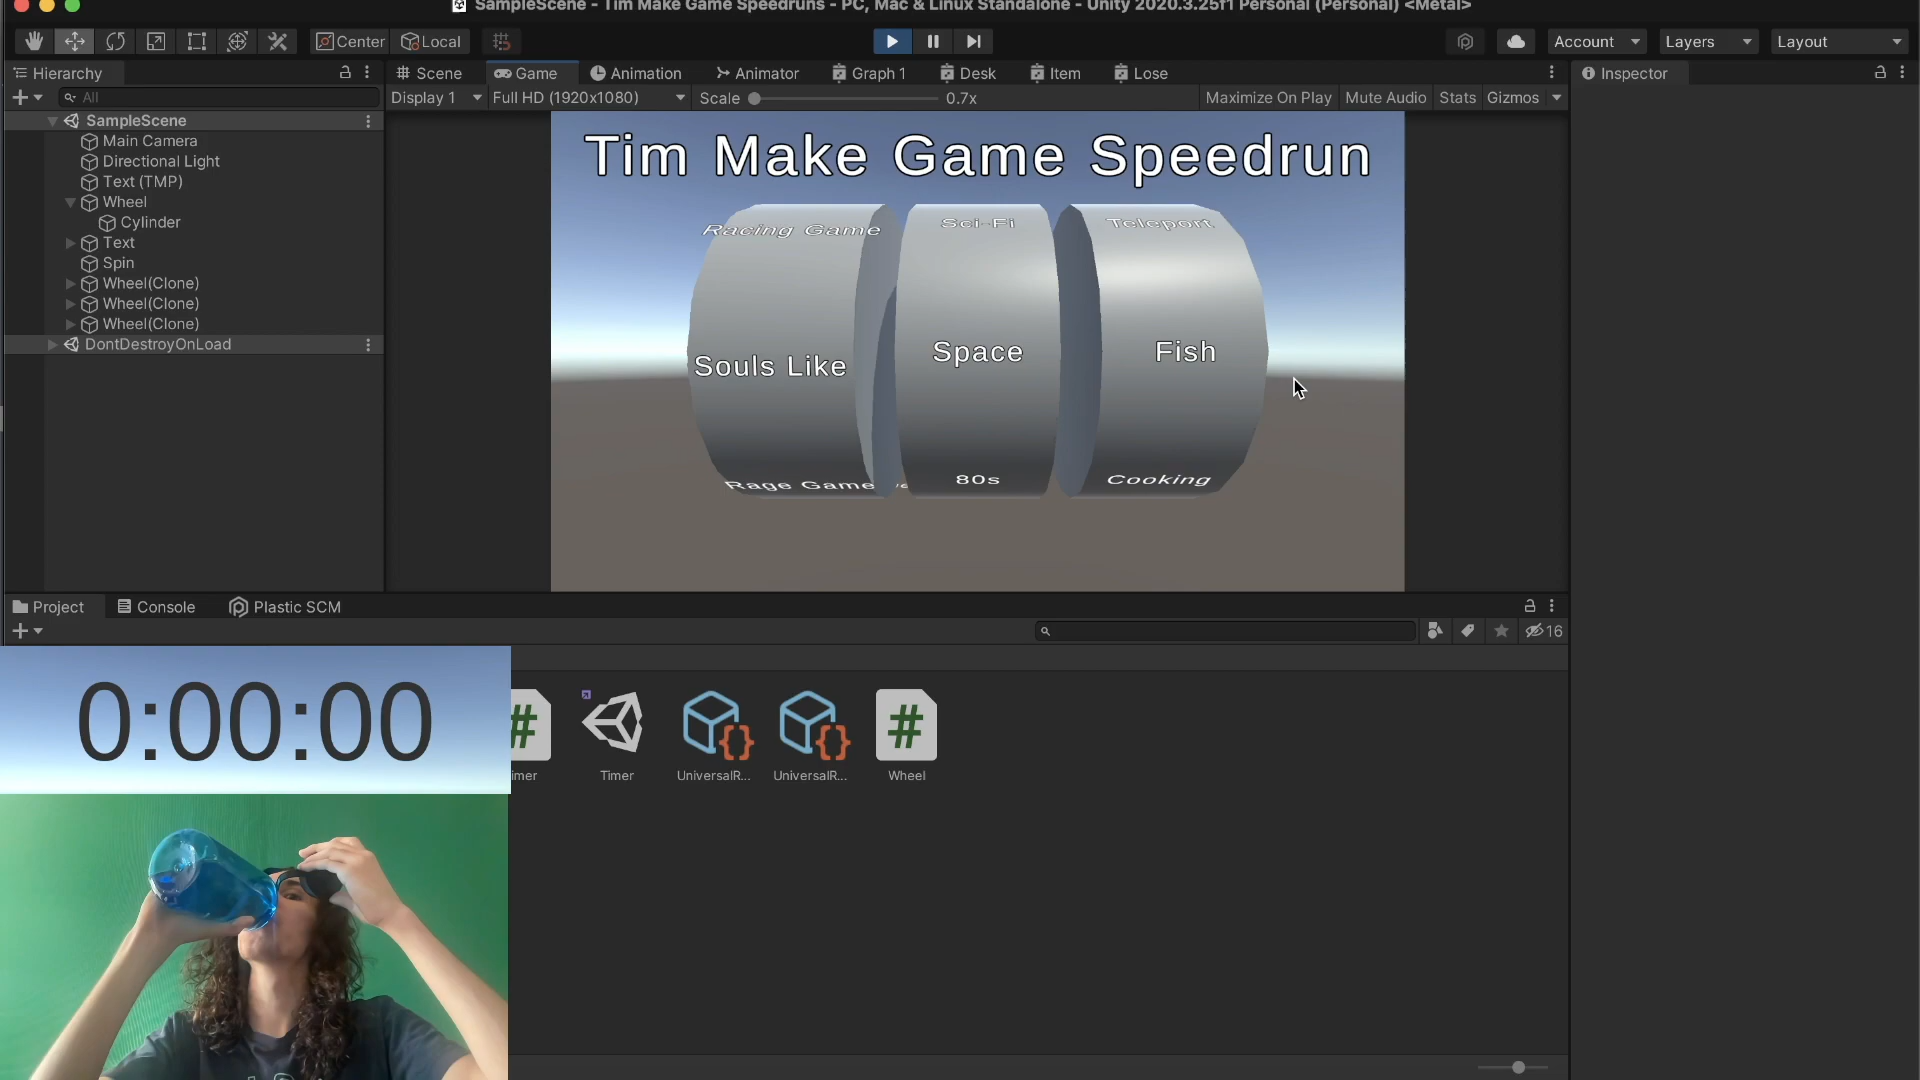 SampleScene - Tim Make Game Speedruns - PC, Mac & Linux Standalone - Unity 2020.3.25f1 Personal (Personal) <Metal>
Center Local Account Layers Layout
Hierarchy Scene Game Animation Animator Graph 1 Desk Item Lose Inspector
All Display 1 Full HD (1920x1080) Scale 0.7x Maximize On Play Mute Audio Stats Gizmos
SampleScene
Main Camera
Directional Light
Text (TMP)
Wheel
Cylinder
Text
Spin
Wheel(Clone)
Wheel(Clone)
Wheel(Clone)
DontDestroyOnLoad
Tim Make Game Speedrun
Racing Game Sci-Fi Teleport
Souls Like Space Fish
Rage Game 80s Cooking
Project Console Plastic SCM
16
0:00:00
# {} {} #
imer Timer UniversalR... UniversalR... Wheel